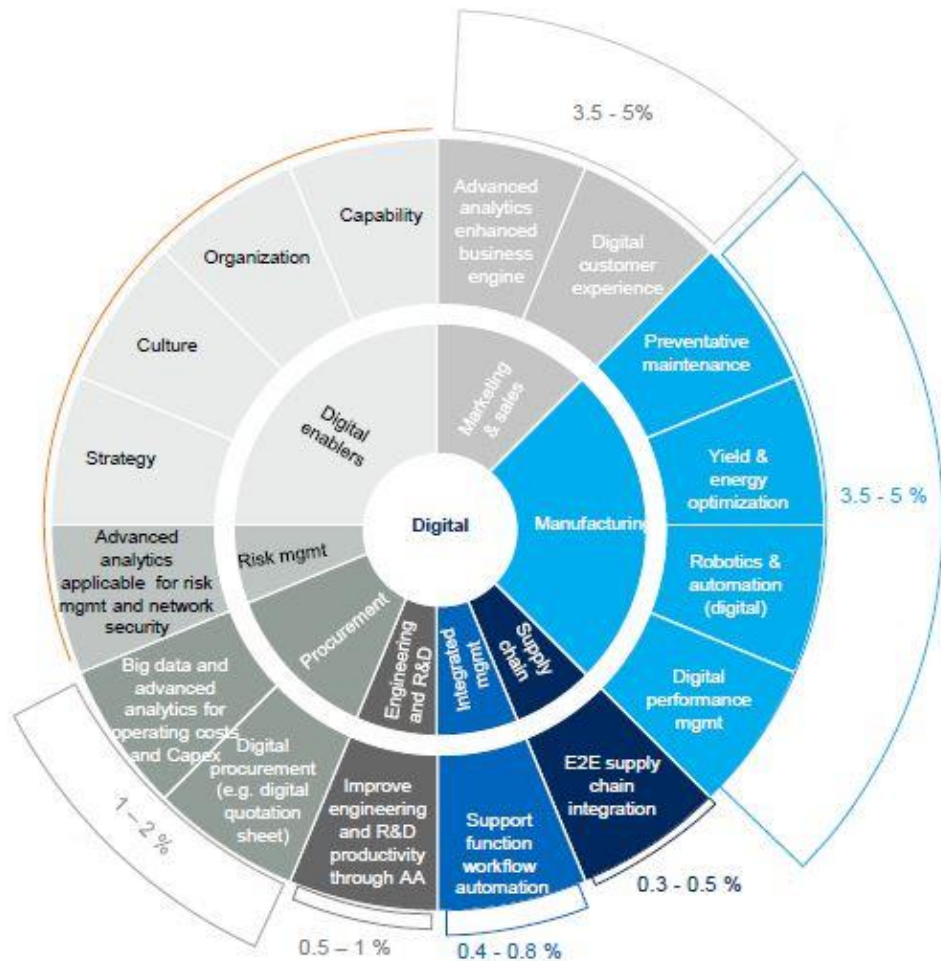 3.5 - 5%
Advanced
analytics
enhanced
business
engine
Digital
customer
experience
Capability
Organization
Culture
Strategy
Preventative
maintenance
Yield &
energy
optimization
3.5 - 5 %
Robotics &
automation
(digital)
Digital
performance
mgmt
Marketing
& sales
Digital
enablers
Digital
Manufacturing
Risk mgmt
Procurement
Engineering
and R&D
Integrated
mgmt
Supply
chain
Advanced
analytics
applicable for risk
mgmt and network
security
Big data and
advanced
analytics for
operating costs
and Capex
Digital
procurement
(e.g. digital
quotation
sheet)
Improve
engineering
and R&D
productivity
through AA
Support
function
workflow
automation
E2E supply
chain
integration
1 – 2 %
0.5 – 1 %
0.4 - 0.8 %
0.3 - 0.5 %